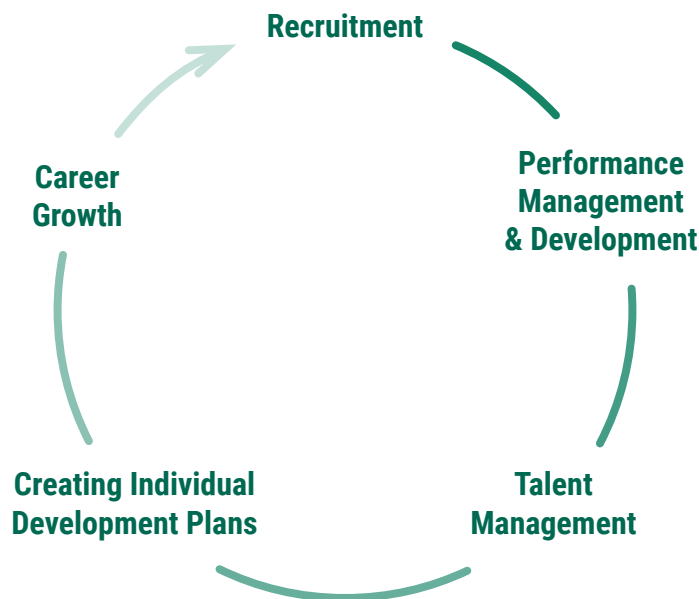 Recruitment
Performance
Management
& Development
Talent
Management
Creating Individual
Development Plans
Career
Growth